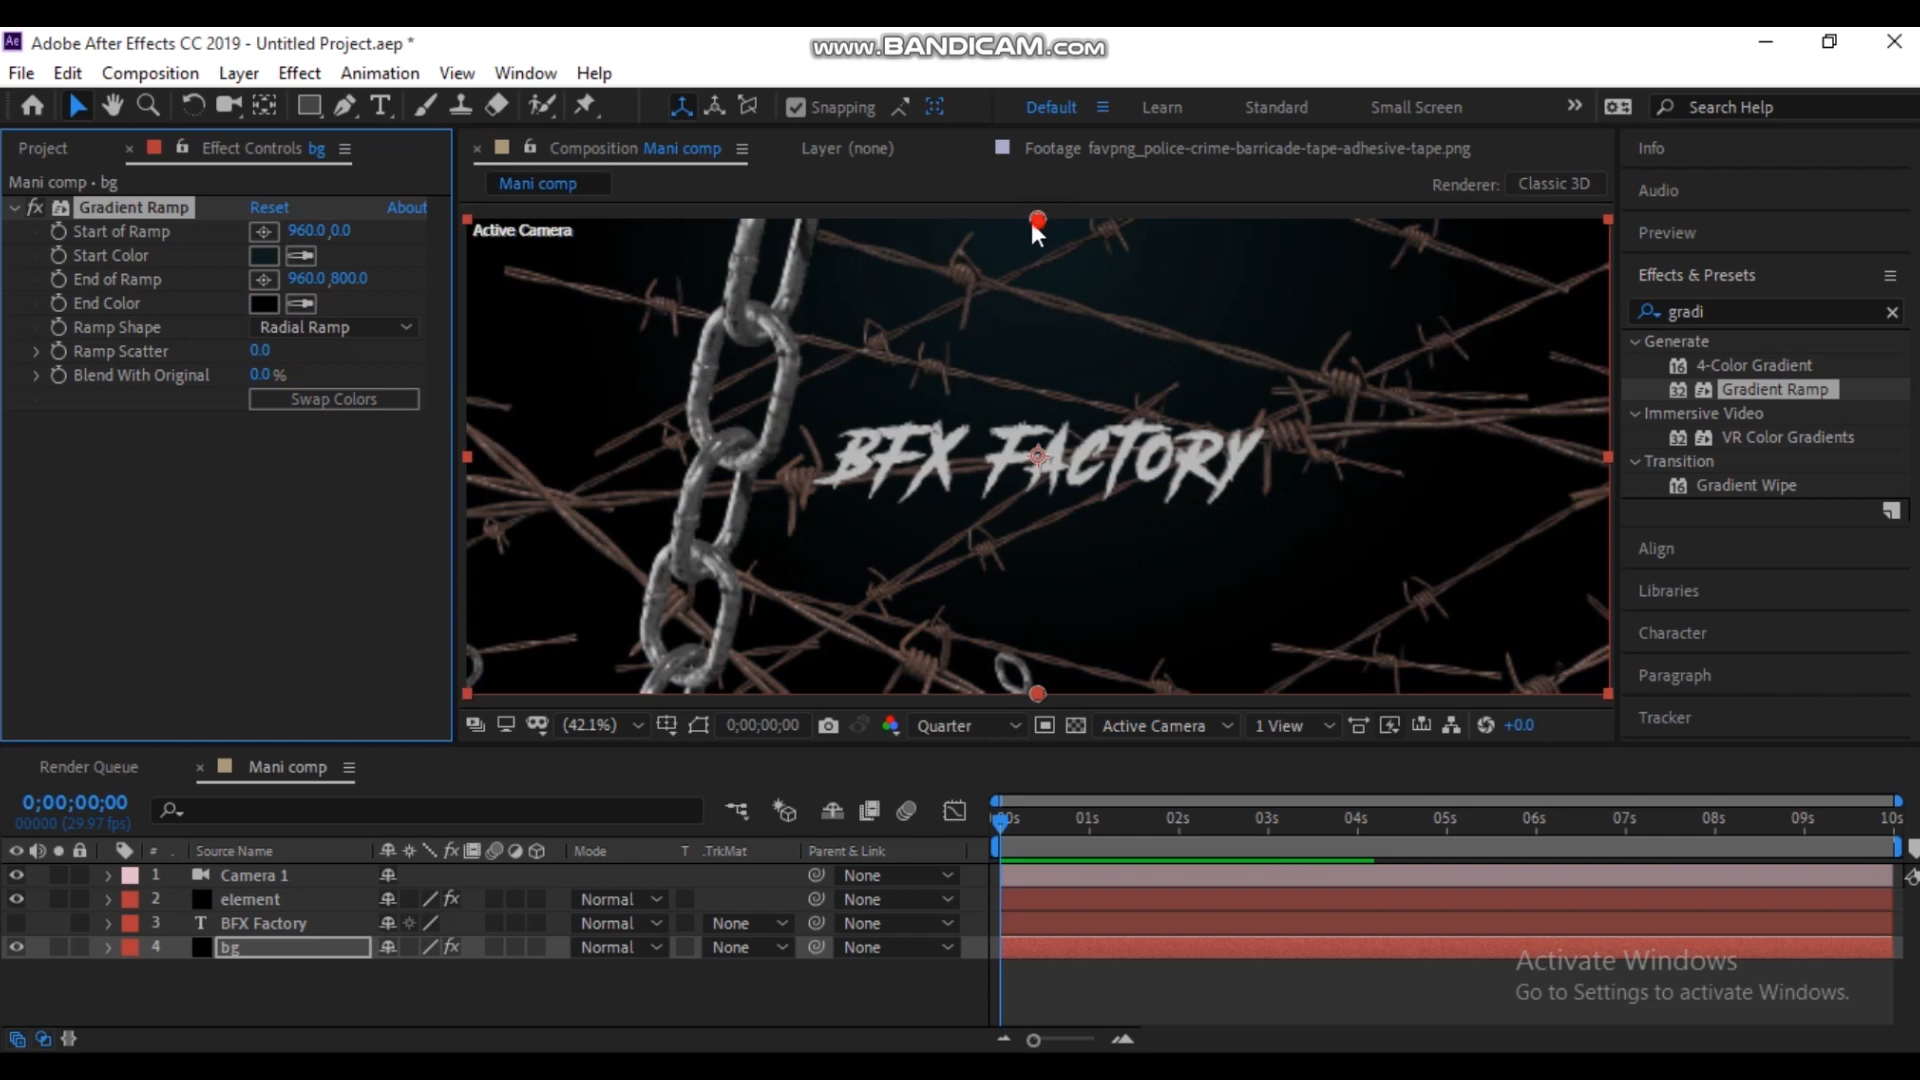 Adobe After Effects CC 2019 - Untitled Project.aep *
www.BANDICAM.com
File Edit Composition Layer Effect Animation View Window Help
Snapping
Default
Learn
Standard
Small Screen
Search Help
Project
Effect Controls bg
Composition Mani comp
Layer (none)
Footage favpng_police-crime-barricade-tape-adhesive-tape.png
Info
Mani comp • bg
Mani comp
Renderer:
Classic 3D
fx Gradient Ramp Reset About
Start of Ramp 960.0,0.0
Start Color
End of Ramp 960.0,800.0
End Color
Ramp Shape Radial Ramp
Ramp Scatter 0.0
Blend With Original 0.0 %
Swap Colors
Active Camera
BFX FACTORY
Audio
Preview
Effects & Presets
gradi
Generate
16 4-Color Gradient
32 Gradient Ramp
Immersive Video
32 VR Color Gradients
Transition
16 Gradient Wipe
Align
Libraries
Character
Paragraph
Tracker
(42.1%) 0;00;00;00 Quarter Active Camera 1 View +0.0
Render Queue
Mani comp
0;00;00;00
00000 (29.97 fps)
00s 01s 02s 03s 04s 05s 06s 07s 08s 09s 10s
# Source Name fx Mode T .TrkMat Parent & Link
1 Camera 1 None
2 element fx Normal None
3 T BFX Factory Normal None None
4 bg fx Normal None None
Activate Windows
Go to Settings to activate Windows.